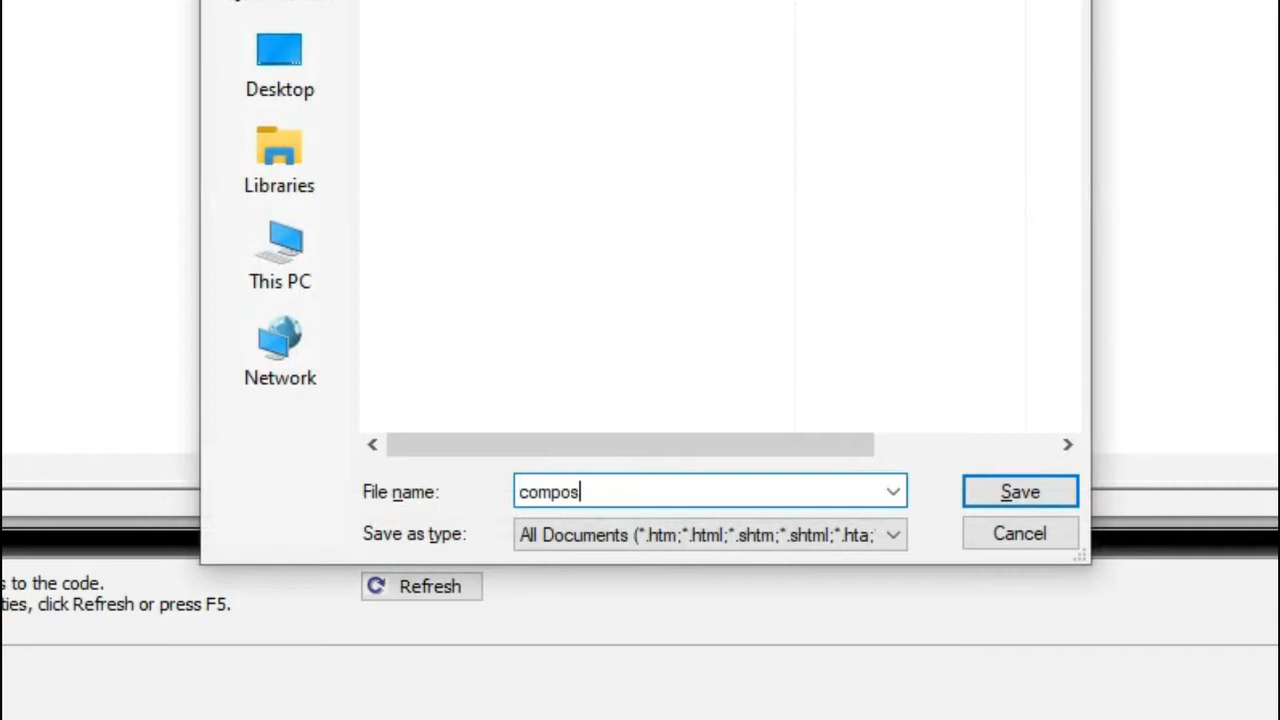 Desktop
Libraries
This PC
Network
File name:
compos
Save
Save as type:
All Documents (*.htm;*.html;*.shtm;*.shtml;*.hta;
Cancel
s to the code.
ties, click Refresh or press F5.
Refresh